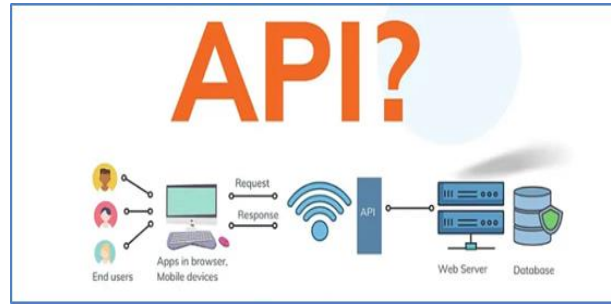 API?
Request
Response
API
End users
Apps in browser,
Mobile devices
Web Server
Database